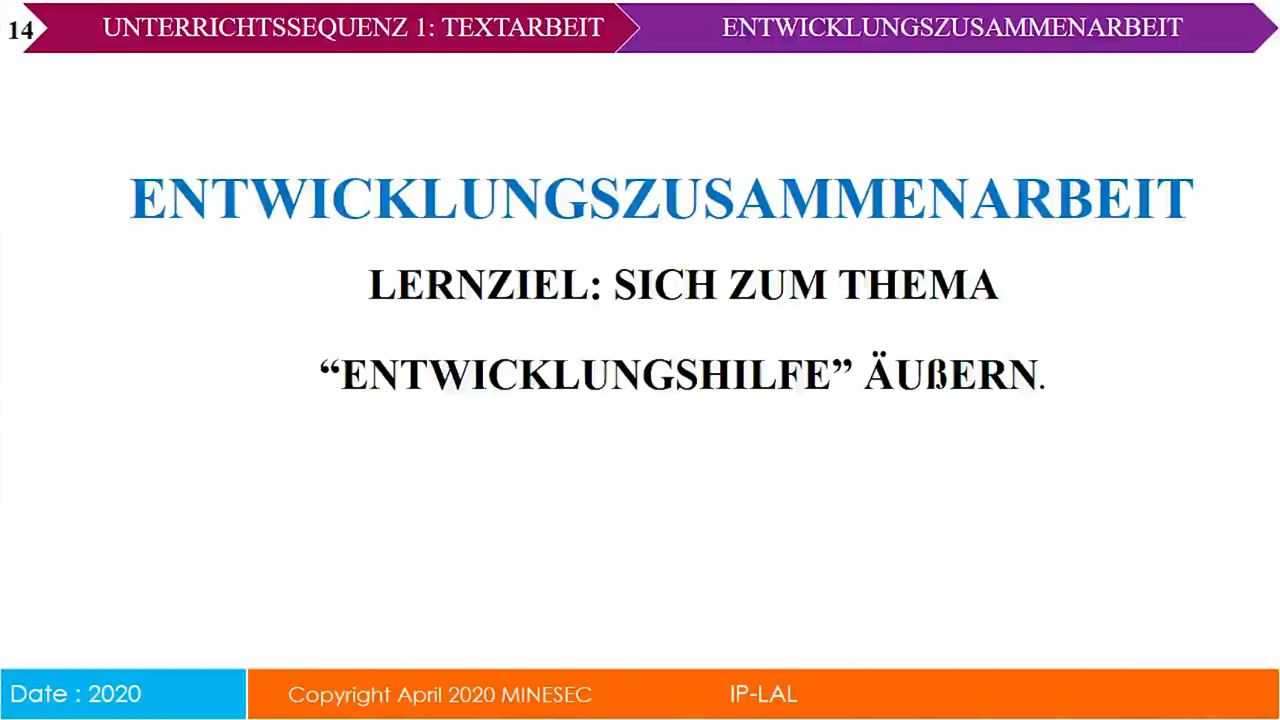 14
UNTERRICHTSSEQUENZ 1: TEXTARBEIT
ENTWICKLUNGSZUSAMMENARBEIT
ENTWICKLUNGSZUSAMMENARBEIT
LERNZIEL: SICH ZUM THEMA
“ENTWICKLUNGSHILFE” ÄUßERN.
Date : 2020
Copyright April 2020 MINESEC
IP-LAL